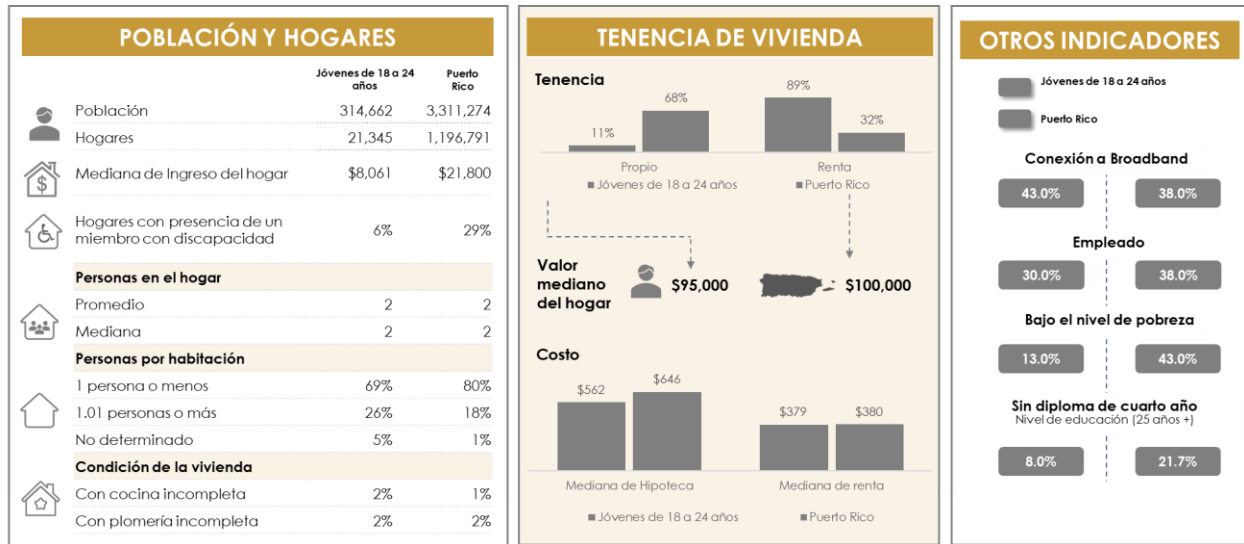 POBLACIÓN Y HOGARES
Jóvenes de 18 a 24 Puerto
años Rico
Población 314,662 3,311,274
Hogares 21,345 1,196,791
Mediana de Ingreso del hogar $8,061 $21,800
Hogares con presencia de un
miembro con discapacidad 6% 29%
Personas en el hogar
Promedio 2 2
Mediana 2 2
Personas por habitación
1 persona o menos 69% 80%
1.01 personas o más 26% 18%
No determinado 5% 1%
Condición de la vivienda
Con cocina incompleta 2% 1%
Con plomería incompleta 2% 2%
TENENCIA DE VIVIENDA
Tenencia
11% 68% 89% 32%
Propio Renta
Jóvenes de 18 a 24 años Puerto Rico
Valor
mediano
del hogar
$95,000 $100,000
Costo
$562 $646 $379 $380
Mediana de Hipoteca Mediana de renta
Jóvenes de 18 a 24 años Puerto Rico
OTROS INDICADORES
Jóvenes de 18 a 24 años
Puerto Rico
Conexión a Broadband
43.0% 38.0%
Empleado
30.0% 38.0%
Bajo el nivel de pobreza
13.0% 43.0%
Sin diploma de cuarto año
Nivel de educación (25 años +)
8.0% 21.7%